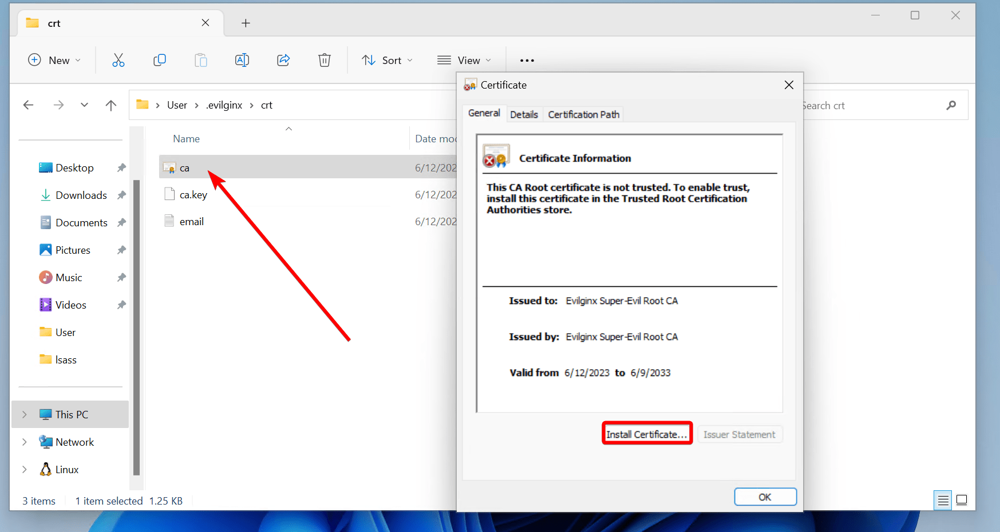 crt
New
Sort
View
User
.evilginx
crt
Search crt
Name
Date mod
ca
6/12/202
ca.key
6/12/202
email
6/12/202
Desktop
Downloads
Documents
Pictures
Music
Videos
User
lsass
This PC
Network
Linux
3 items
1 item selected 1.25 KB
Certificate
General
Details
Certification Path
Certificate Information
This CA Root certificate is not trusted. To enable trust,
install this certificate in the Trusted Root Certification
Authorities store.
Issued to: Evilginx Super-Evil Root CA
Issued by: Evilginx Super-Evil Root CA
Valid from 6/12/2023 to 6/9/2033
Install Certificate...
Issuer Statement
OK